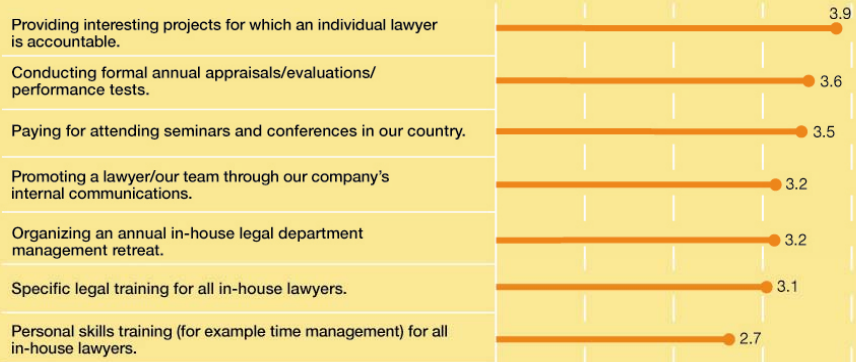 3.9
Providing interesting projects for which an individual lawyer
is accountable.
Conducting formal annual appraisals/evaluations/
performance tests.
3.6
Paying for attending seminars and conferences in our country.
3.5
Promoting a lawyer/our team through our company's
internal communications.
3.2
Organizing an annual in-house legal department
management retreat.
3.2
Specific legal training for all in-house lawyers.
3.1
Personal skills training (for example time management) for all
in-house lawyers.
2.7